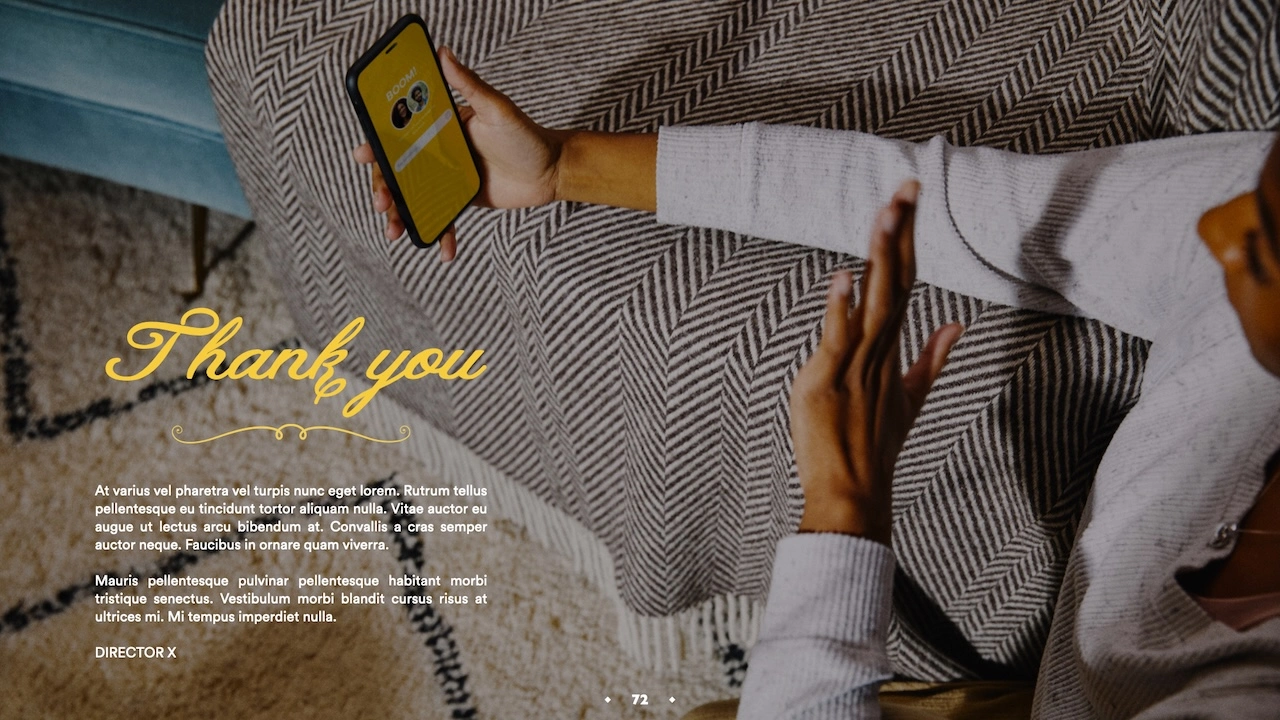 BOOM!
Thank you
At varius vel pharetra vel turpis nunc eget lorem. Rutrum tellus
pellentesque eu tincidunt tortor aliquam nulla. Vitae auctor eu
augue ut lectus arcu bibendum at. Convallis a cras semper
auctor neque. Faucibus in ornare quam viverra.
Mauris pellentesque pulvinar pellentesque habitant morbi
tristique senectus. Vestibulum morbi blandit cursus risus at
ultrices mi. Mi tempus imperdiet nulla.
DIRECTOR X
72